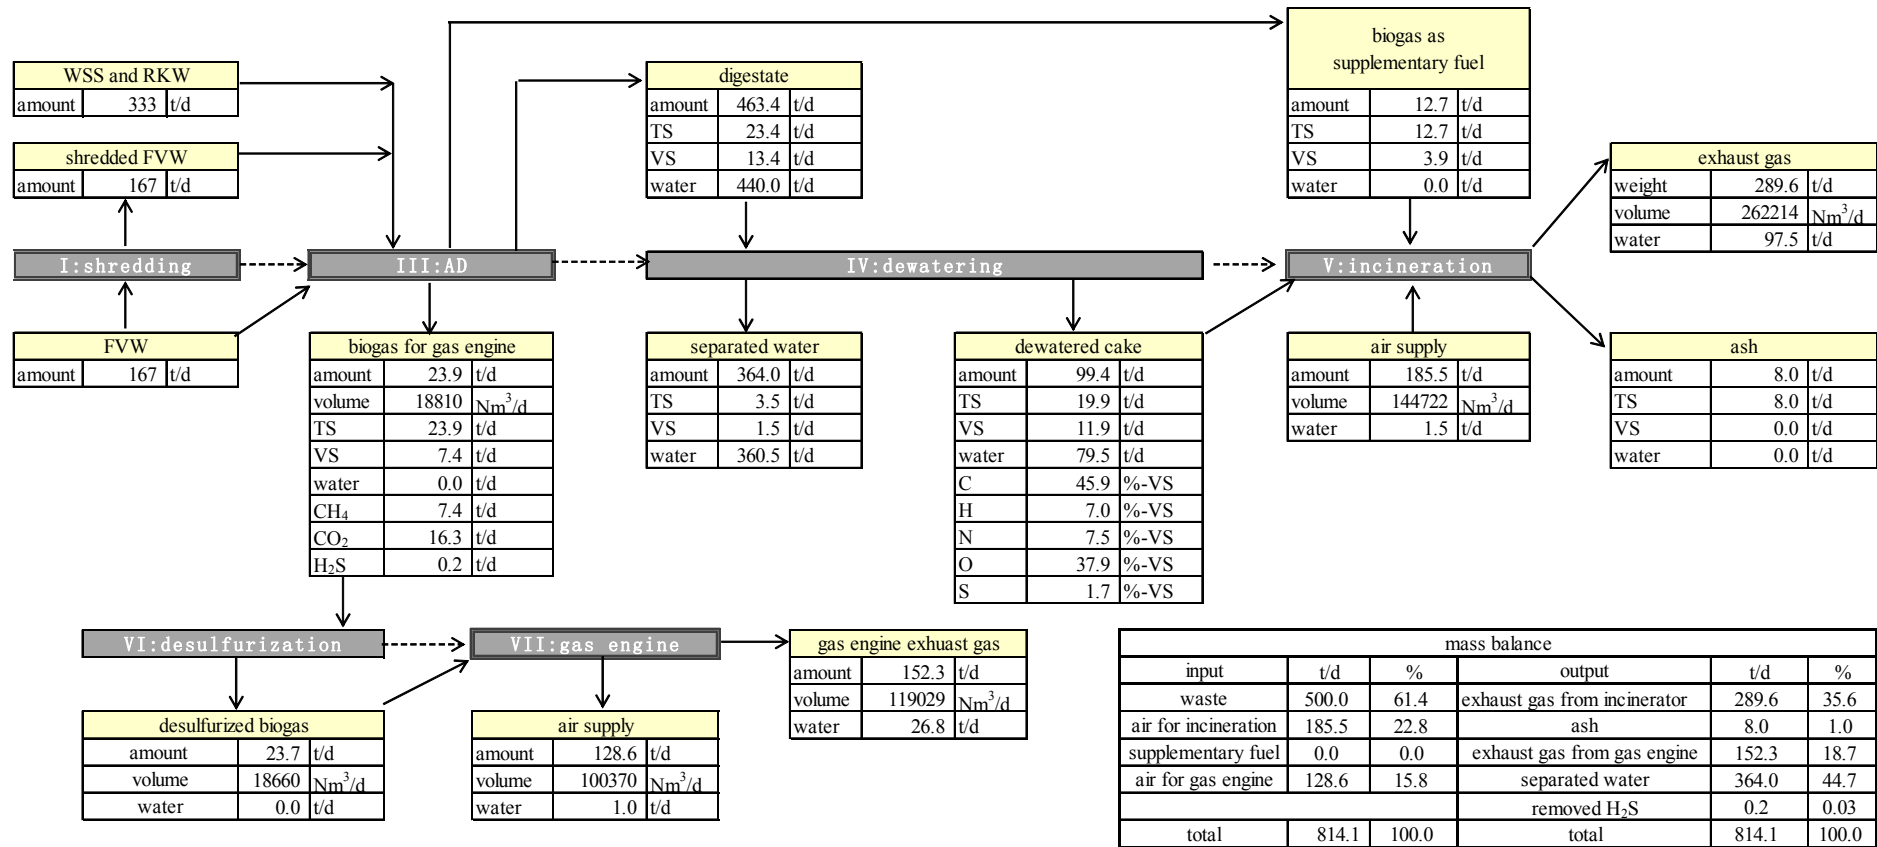 biogas as
supplementary fuel
amount 12.7 t/d
TS 12.7 t/d
VS 3.9 t/d
water 0.0 t/d
WSS and RKW
amount 333 t/d
shredded FVW
amount 167 t/d
digestate
amount 463.4 t/d
TS 23.4 t/d
VS 13.4 t/d
water 440.0 t/d
exhaust gas
weight 289.6 t/d
volume 262214 Nm³/d
water 97.5 t/d
I:shredding
III:AD
IV:dewatering
V:incineration
FVW
amount 167 t/d
biogas for gas engine
amount 23.9 t/d
volume 18810 Nm³/d
TS 23.9 t/d
VS 7.4 t/d
water 0.0 t/d
CH₄ 7.4 t/d
CO₂ 16.3 t/d
H₂S 0.2 t/d
separated water
amount 364.0 t/d
TS 3.5 t/d
VS 1.5 t/d
water 360.5 t/d
dewatered cake
amount 99.4 t/d
TS 19.9 t/d
VS 11.9 t/d
water 79.5 t/d
C 45.9 %-VS
H 7.0 %-VS
N 7.5 %-VS
O 37.9 %-VS
S 1.7 %-VS
air supply
amount 185.5 t/d
volume 144722 Nm³/d
water 1.5 t/d
ash
amount 8.0 t/d
TS 8.0 t/d
VS 0.0 t/d
water 0.0 t/d
VI:desulfurization
VII:gas engine
gas engine exhuast gas
amount 152.3 t/d
volume 119029 Nm³/d
water 26.8 t/d
desulfurized biogas
amount 23.7 t/d
volume 18660 Nm³/d
water 0.0 t/d
air supply
amount 128.6 t/d
volume 100370 Nm³/d
water 1.0 t/d
mass balance
input t/d % output t/d %
waste 500.0 61.4 exhaust gas from incinerator 289.6 35.6
air for incineration 185.5 22.8 ash 8.0 1.0
supplementary fuel 0.0 0.0 exhaust gas from gas engine 152.3 18.7
air for gas engine 128.6 15.8 separated water 364.0 44.7
removed H₂S 0.2 0.03
total 814.1 100.0 total 814.1 100.0